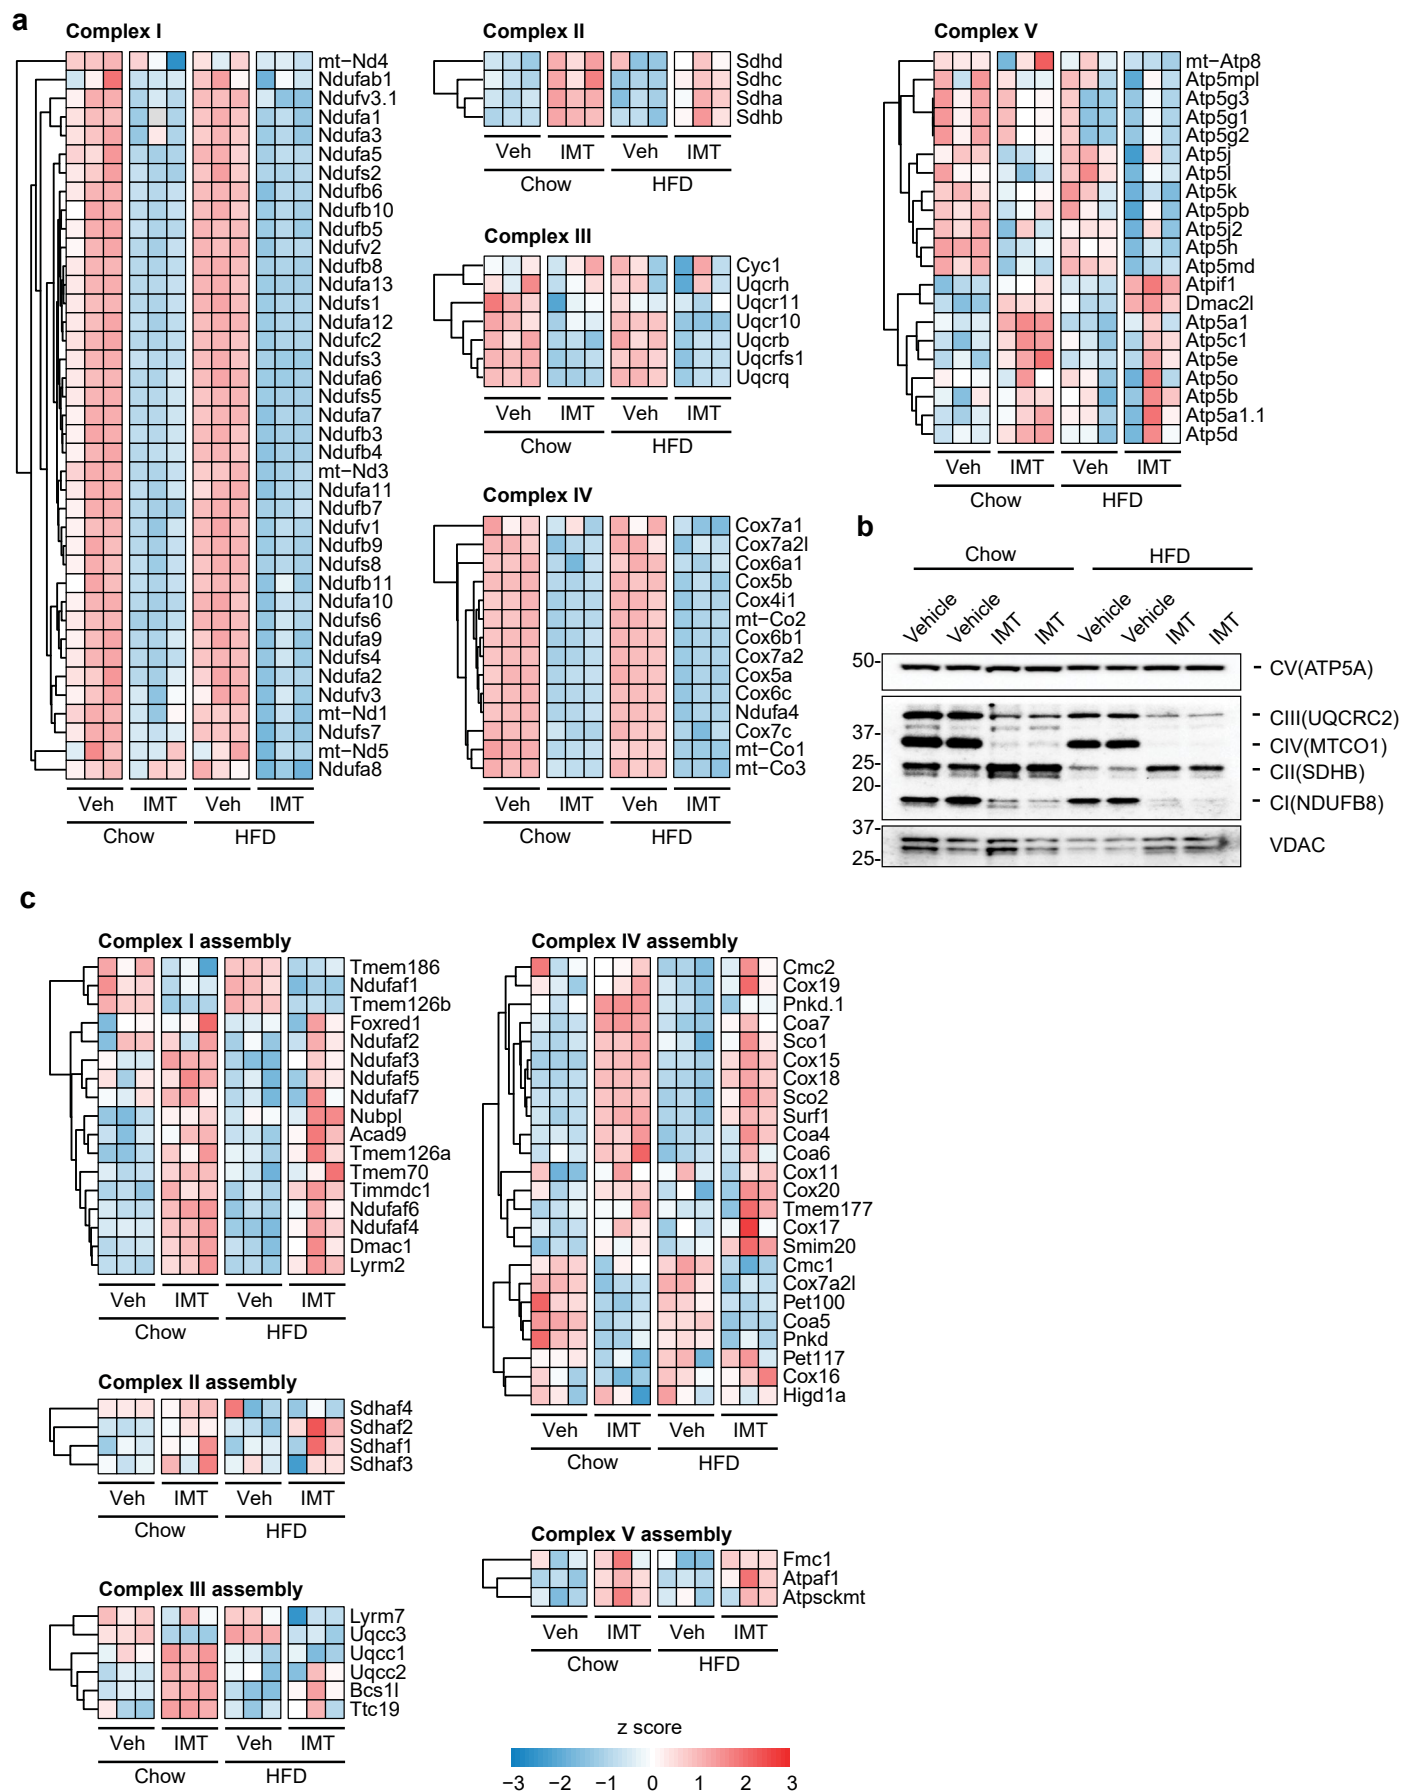 a
Complex I
mt−Nd4
Ndufab1
Ndufv3.1
Ndufa1
Ndufa3
Ndufa5
Ndufs2
Ndufb6
Ndufb10
Ndufb5
Ndufv2
Ndufb8
Ndufa13
Ndufs1
Ndufa12
Ndufc2
Ndufs3
Ndufa6
Ndufs5
Ndufa7
Ndufb3
Ndufb4
mt−Nd3
Ndufa11
Ndufb7
Ndufv1
Ndufb9
Ndufs8
Ndufb11
Ndufa10
Ndufs6
Ndufa9
Ndufs4
Ndufa2
Ndufv3
mt−Nd1
Ndufs7
mt−Nd5
Ndufa8
Veh IMT Veh IMT
Chow HFD
Complex II
Sdhd
Sdhc
Sdha
Sdhb
Veh IMT Veh IMT
Chow HFD
Complex III
Cyc1
Uqcrh
Uqcr11
Uqcr10
Uqcrb
Uqcrfs1
Uqcrq
Veh IMT Veh IMT
Chow HFD
Complex IV
Cox7a1
Cox7a2l
Cox6a1
Cox5b
Cox4i1
mt−Co2
Cox6b1
Cox7a2
Cox5a
Cox6c
Ndufa4
Cox7c
mt−Co1
mt−Co3
Veh IMT Veh IMT
Chow HFD
Complex V
mt−Atp8
Atp5mpl
Atp5g3
Atp5g1
Atp5g2
Atp5j
Atp5l
Atp5k
Atp5pb
Atp5j2
Atp5h
Atp5md
Atpif1
Dmac2l
Atp5a1
Atp5c1
Atp5e
Atp5o
Atp5b
Atp5a1.1
Atp5d
Veh IMT Veh IMT
Chow HFD
b
Chow HFD
Vehicle Vehicle IMT IMT Vehicle Vehicle IMT IMT
50- - CV(ATP5A)
- CIII(UQCRC2)
37- - CIV(MTCO1)
25- - CII(SDHB)
20- - CI(NDUFB8)
37-
VDAC
25-
c
Complex I assembly
Tmem186
Ndufaf1
Tmem126b
Foxred1
Ndufaf2
Ndufaf3
Ndufaf5
Ndufaf7
Nubpl
Acad9
Tmem126a
Tmem70
Timmdc1
Ndufaf6
Ndufaf4
Dmac1
Lyrm2
Veh IMT Veh IMT
Chow HFD
Complex II assembly
Sdhaf4
Sdhaf2
Sdhaf1
Sdhaf3
Veh IMT Veh IMT
Chow HFD
Complex III assembly
Lyrm7
Uqcc3
Uqcc1
Uqcc2
Bcs1l
Ttc19
Veh IMT Veh IMT
Chow HFD
Complex IV assembly
Cmc2
Cox19
Pnkd.1
Coa7
Sco1
Cox15
Cox18
Sco2
Surf1
Coa4
Coa6
Cox11
Cox20
Tmem177
Cox17
Smim20
Cmc1
Cox7a2l
Pet100
Coa5
Pnkd
Pet117
Cox16
Higd1a
Veh IMT Veh IMT
Chow HFD
Complex V assembly
Fmc1
Atpaf1
Atpsckmt
Veh IMT Veh IMT
Chow HFD
z score
−3 −2 −1 0 1 2 3